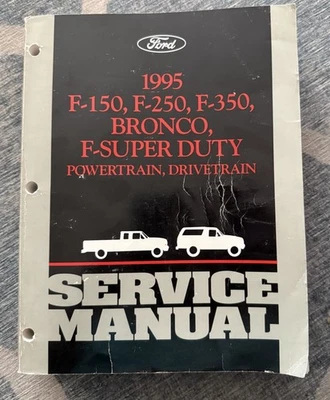 Ford
1995
F-150, F-250, F-350,
BRONCO,
F-SUPER DUTY
POWERTRAIN, DRIVETRAIN
SERVICE
MANUAL